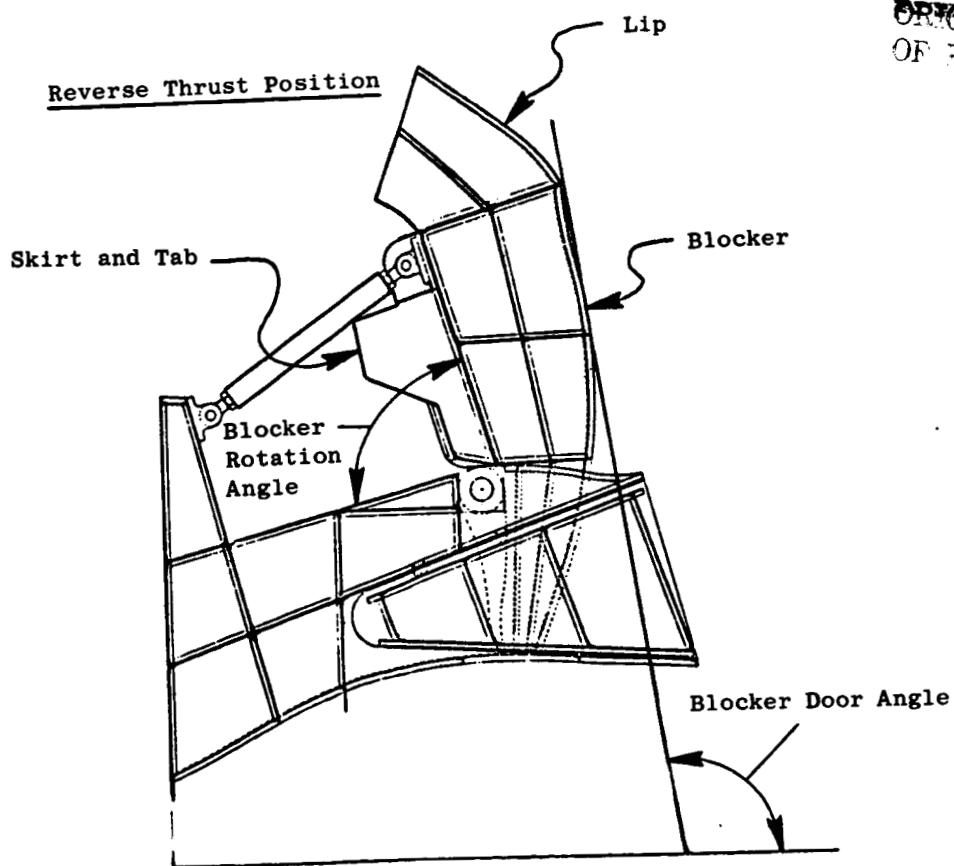 Lip
Reverse Thrust Position
Blocker
Skirt and Tab
Blocker
Rotation
Angle
Blocker Door Angle